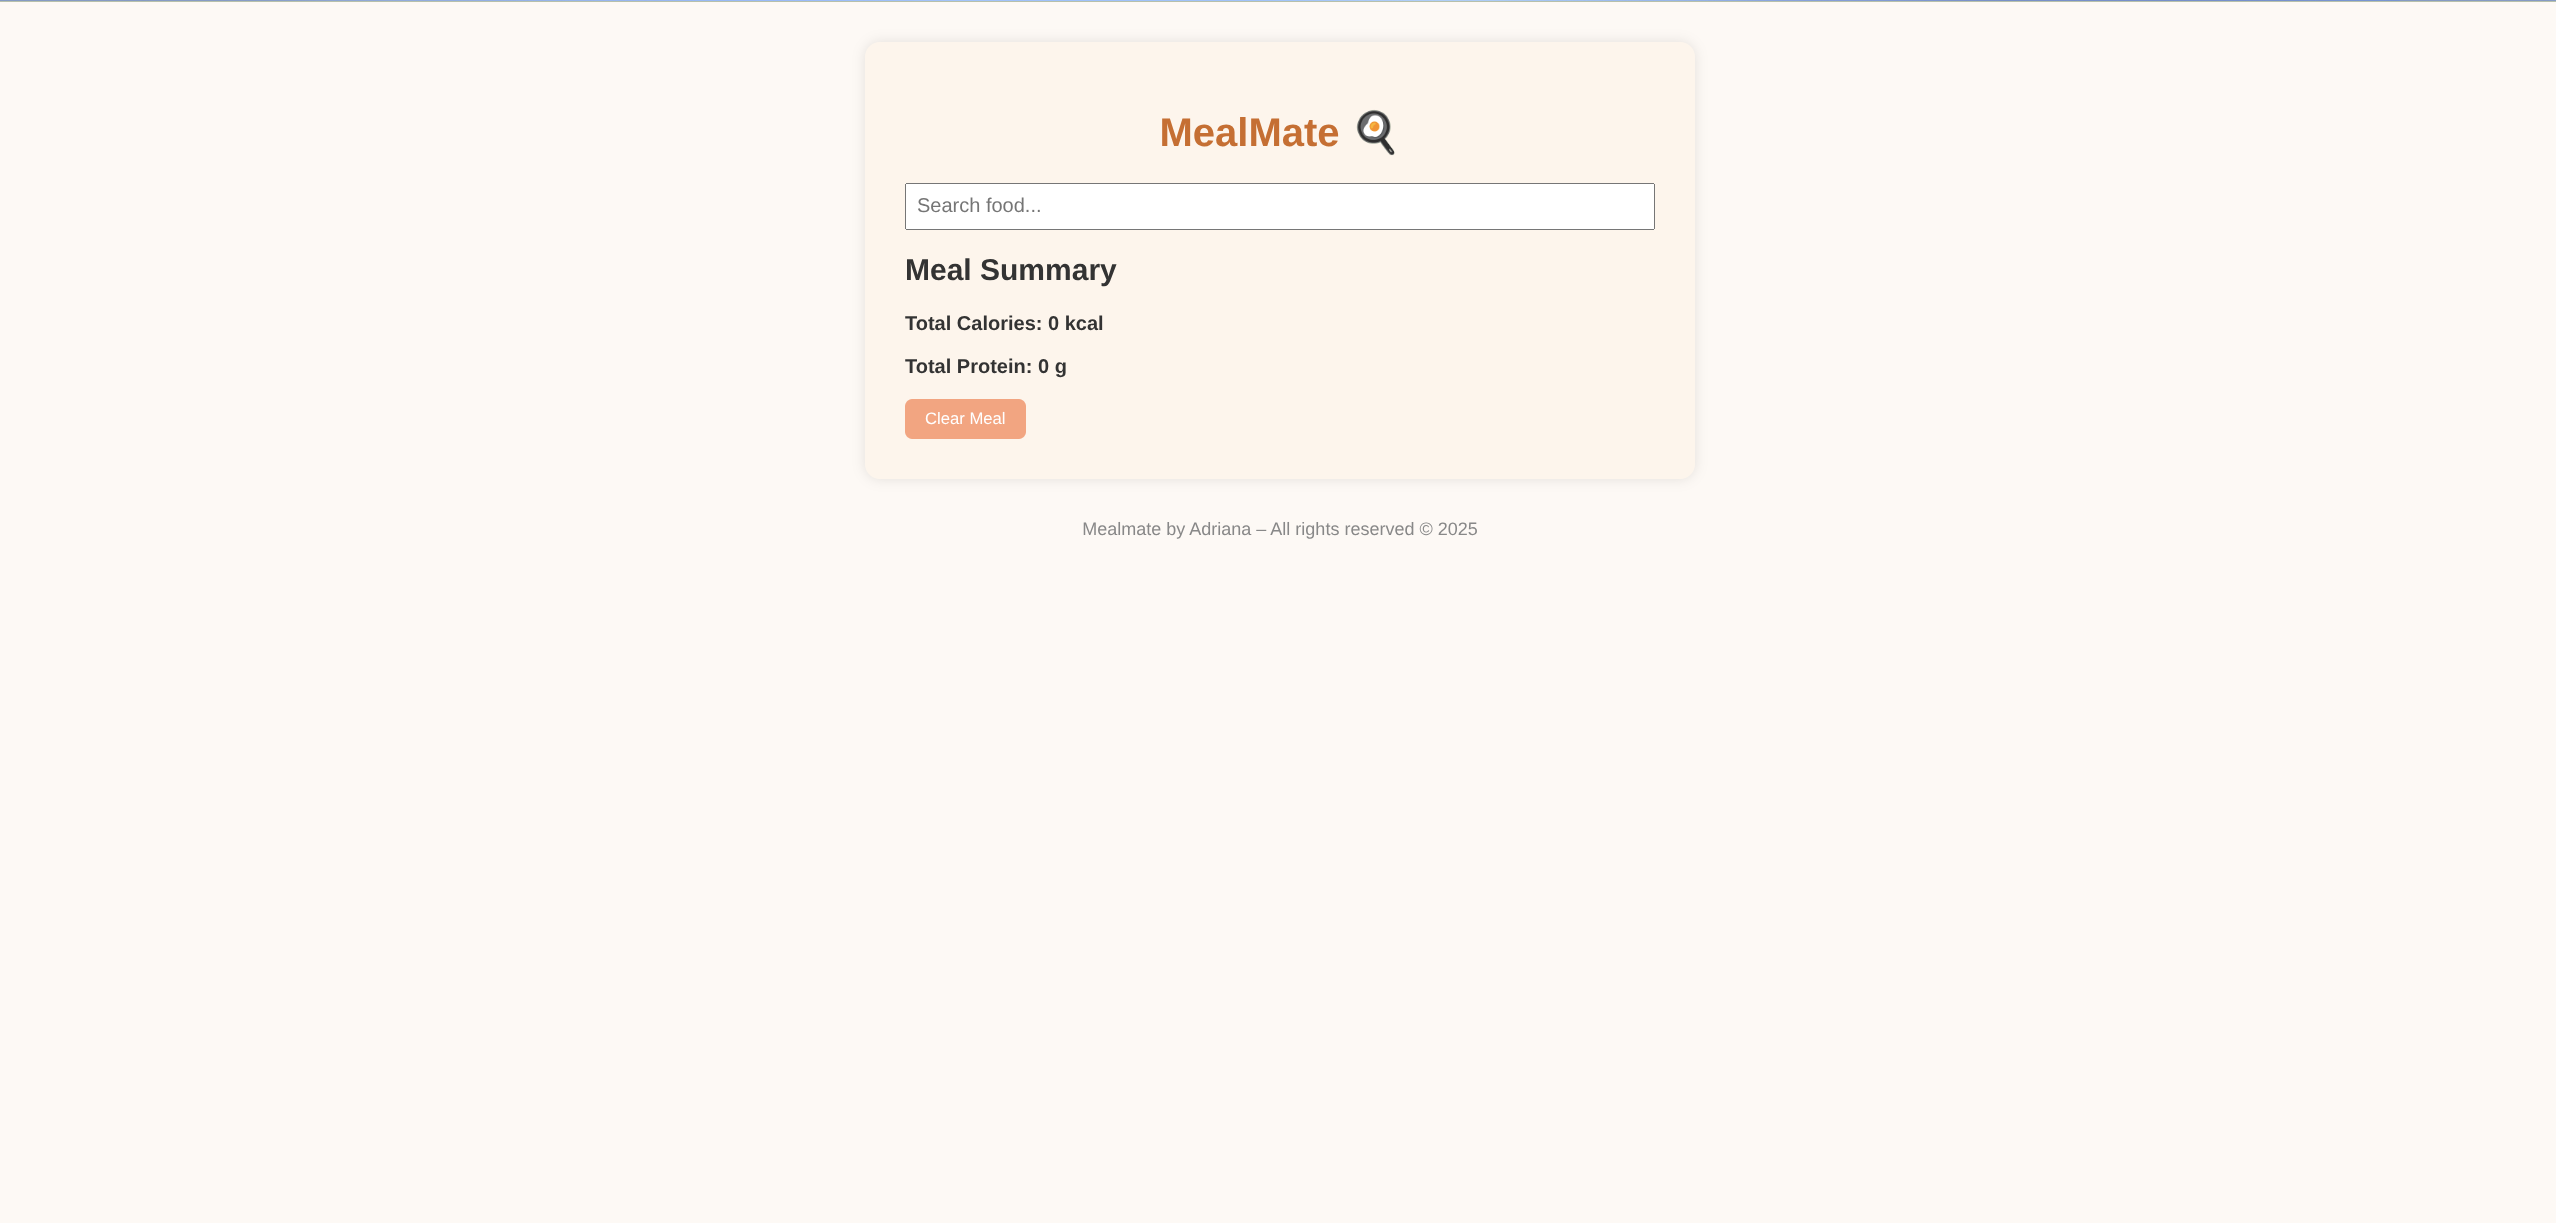 MealMate 🍳
Search food...
Meal Summary
Total Calories: 0 kcal
Total Protein: 0 g
Clear Meal
Mealmate by Adriana – All rights reserved © 2025